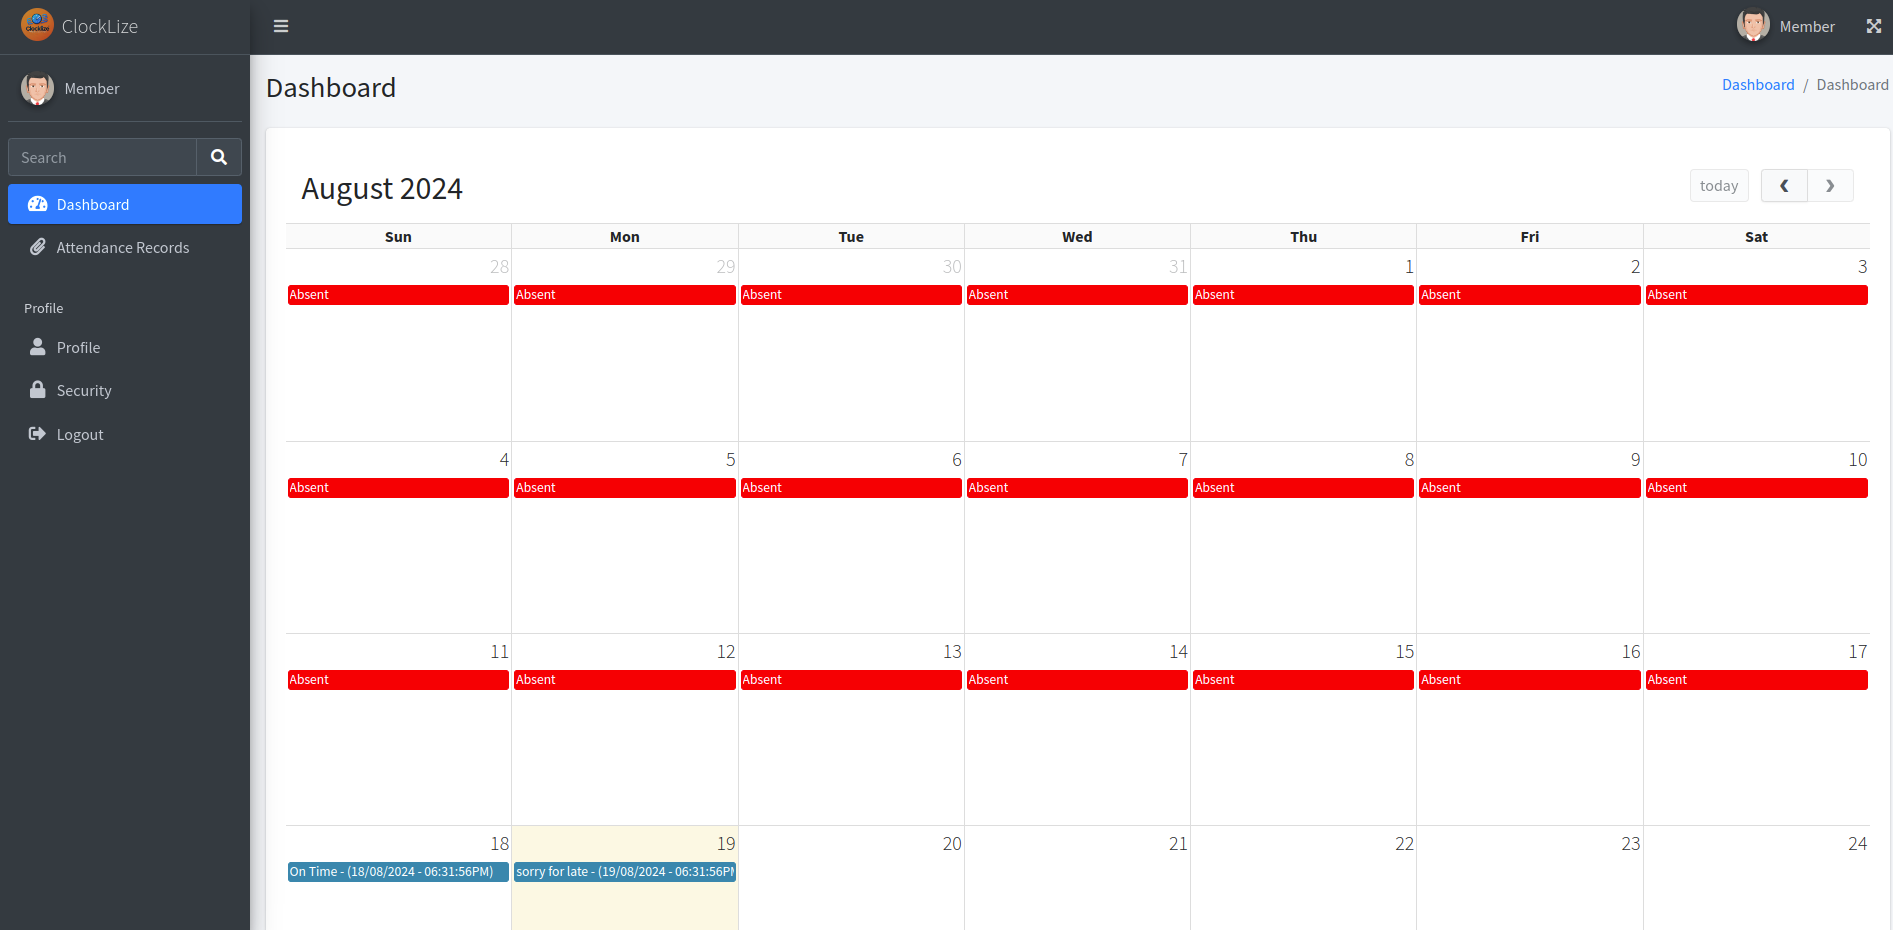 ClockLize
Member
Member
Search
Dashboard
Attendance Records
Profile
Profile
Security
Logout
Dashboard
Dashboard / Dashboard
August 2024
today
Sun Mon Tue Wed Thu Fri Sat
28 29 30 31 1 2 3
Absent Absent Absent Absent Absent Absent Absent
4 5 6 7 8 9 10
Absent Absent Absent Absent Absent Absent Absent
11 12 13 14 15 16 17
Absent Absent Absent Absent Absent Absent Absent
18 19 20 21 22 23 24
On Time - (18/08/2024 - 06:31:56PM) sorry for late - (19/08/2024 - 06:31:56PM